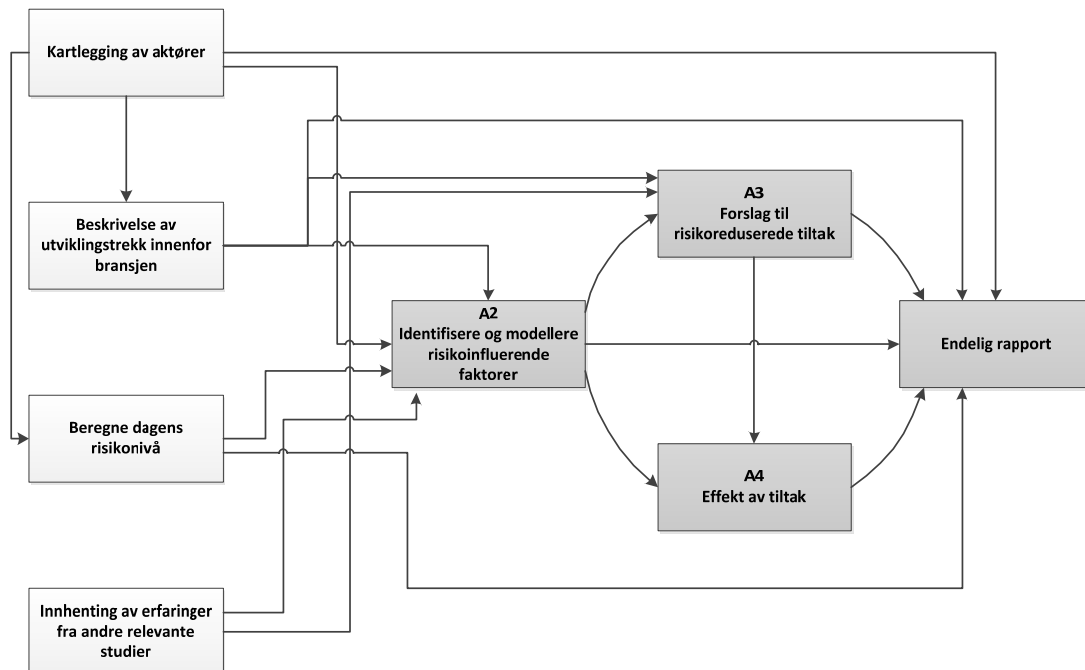 Kartlegging av aktører
Beskrivelse av
utviklingstrekk innenfor
bransjen
Beregne dagens
risikonivå
Innhenting av erfaringer
fra andre relevante
studier
A2
Identifisere og modellere
risikoinfluerende
faktorer
A3
Forslag til
risikoreduserede tiltak
A4
Effekt av tiltak
Endelig rapport